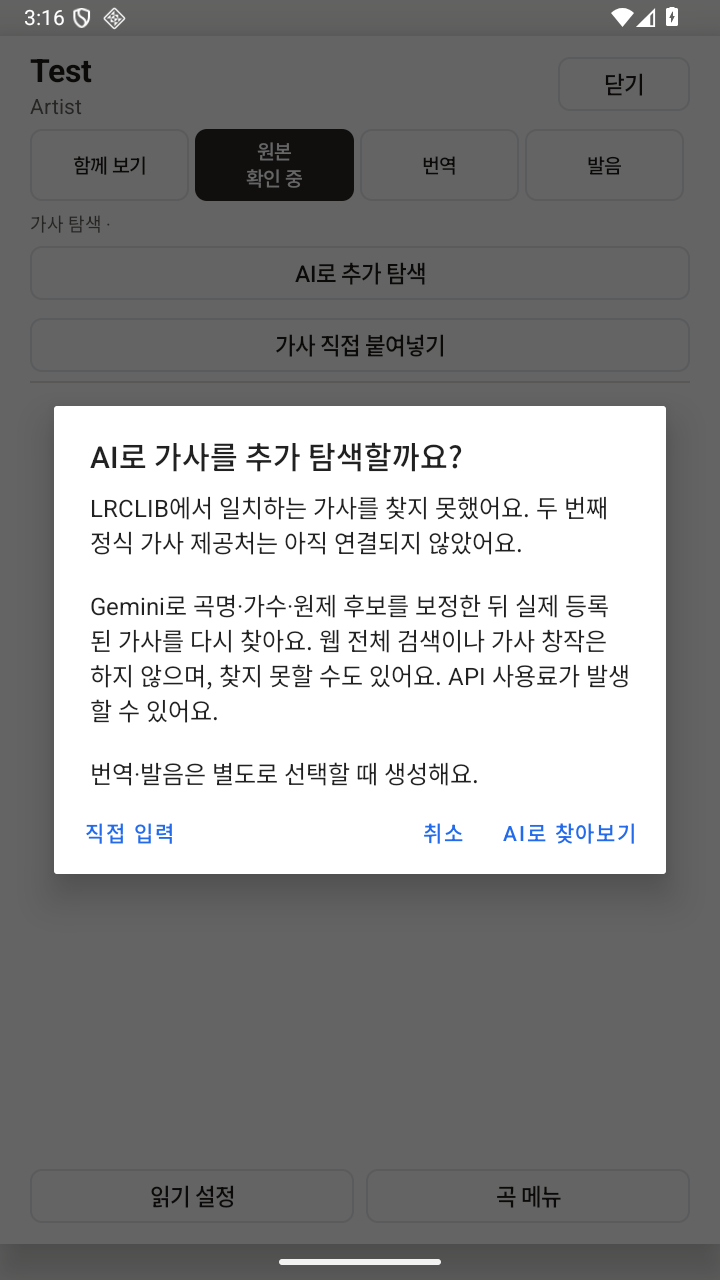 3:16
Test
Artist
닫기
함께 보기
원본
확인 중
번역
발음
가사 탐색 ·
AI로 추가 탐색
가사 직접 붙여넣기
AI로 가사를 추가 탐색할까요?
LRCLIB에서 일치하는 가사를 찾지 못했어요. 두 번째
정식 가사 제공처는 아직 연결되지 않았어요.
Gemini로 곡명·가수·원제 후보를 보정한 뒤 실제 등록
된 가사를 다시 찾아요. 웹 전체 검색이나 가사 창작은
하지 않으며, 찾지 못할 수도 있어요. API 사용료가 발생
할 수 있어요.
번역·발음은 별도로 선택할 때 생성해요.
직접 입력
취소
AI로 찾아보기
읽기 설정
곡 메뉴